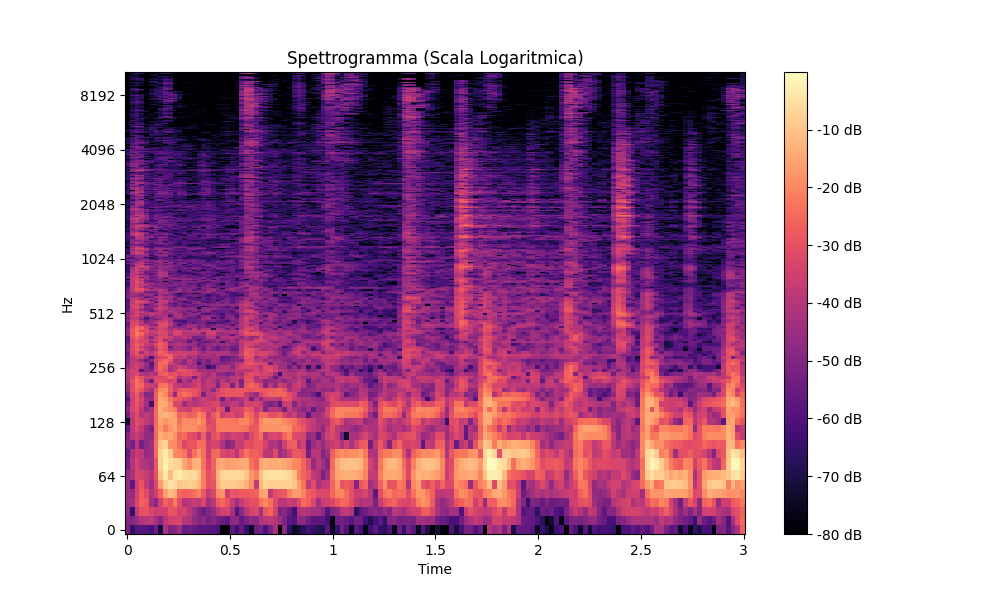 Spettrogramma (Scala Logaritmica)
Hz
8192
4096
2048
1024
512
256
128
64
0
0
0.5
1
1.5
2
2.5
3
Time
-10 dB
-20 dB
-30 dB
-40 dB
-50 dB
-60 dB
-70 dB
-80 dB